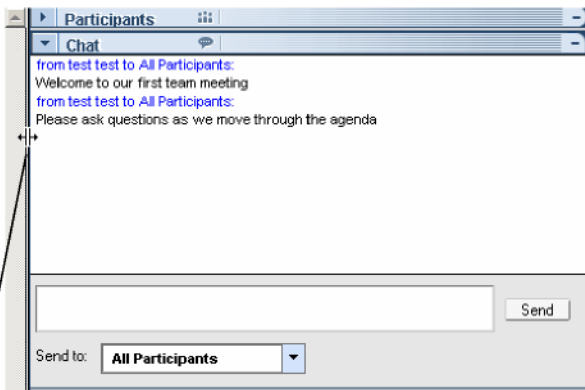 Participants
Chat
from test test to All Participants:
Welcome to our first team meeting
from test test to All Participants:
Please ask questions as we move through the agenda
Send
Send to: All Participants